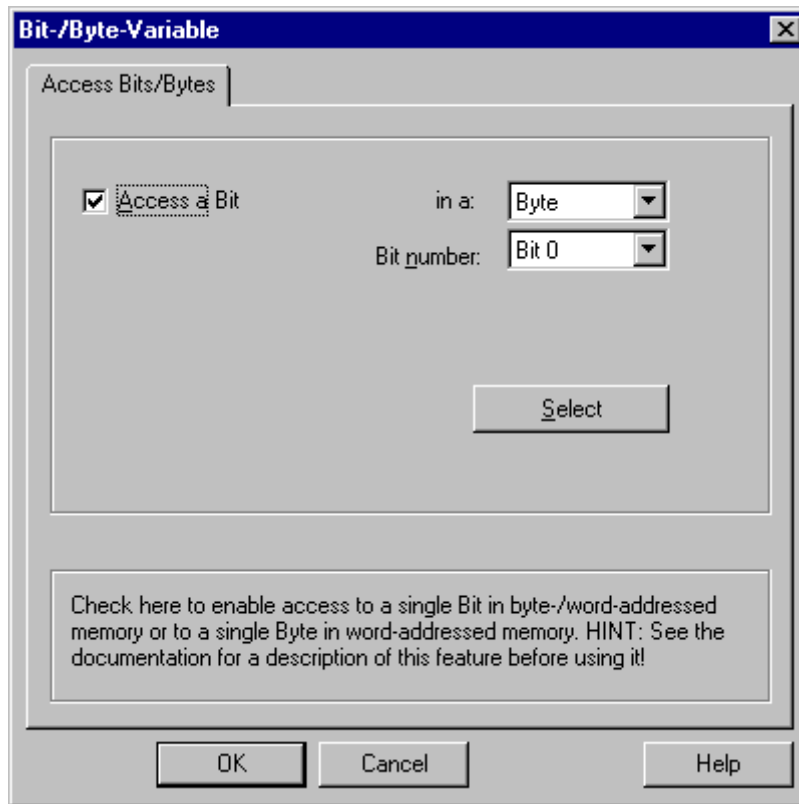 Bit-/Byte-Variable
Access Bits/Bytes
Access a Bit in a: Byte
Bit number: Bit 0
Select
Check here to enable access to a single Bit in byte-/word-addressed
memory or to a single Byte in word-addressed memory. HINT: See the
documentation for a description of this feature before using it!
OK Cancel Help